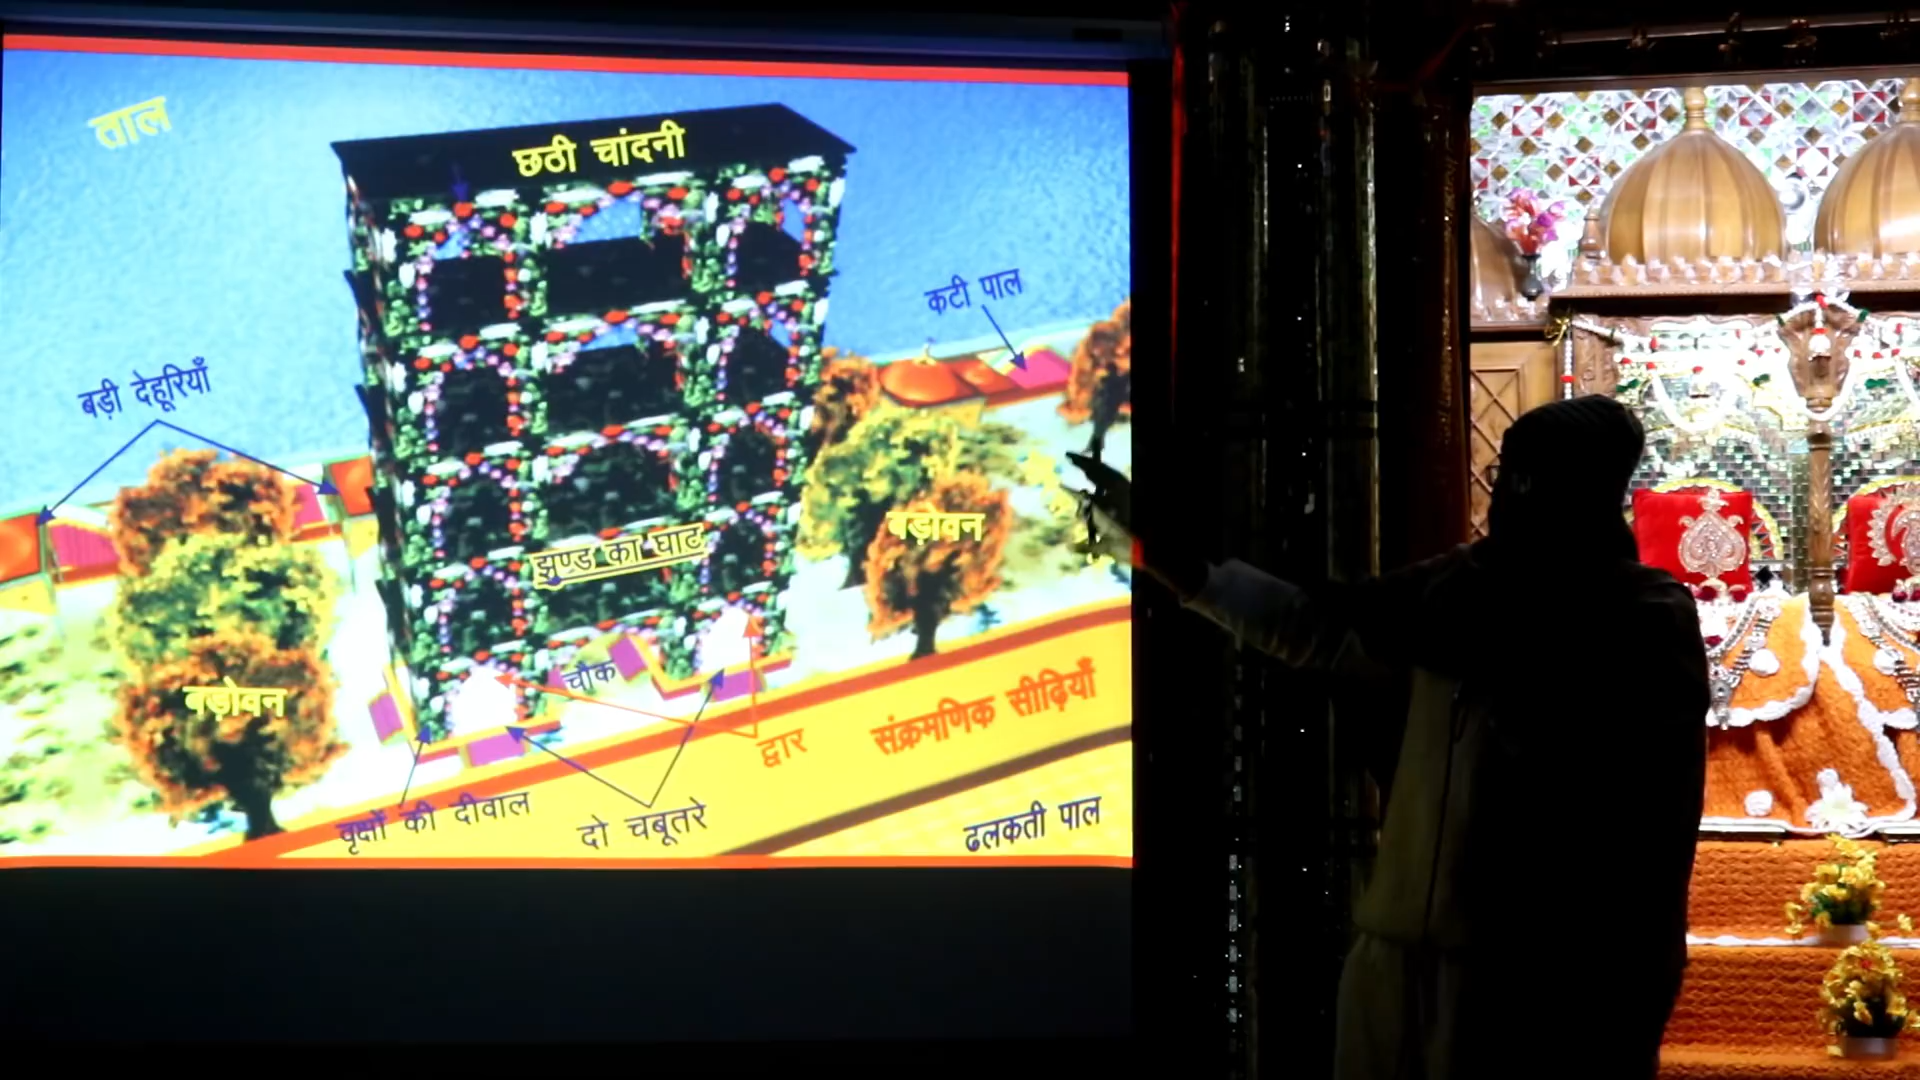 ताल
छठी चांदनी
कटी पाल
बड़ी देहूरियाँ
बड़ोवन
झुण्ड का घाट
चौक
बड़ोवन
द्वार
संक्रमणिक सीढ़ियाँ
वृक्षों की दीवाल
दो चबूतरे
ढलकती पाल